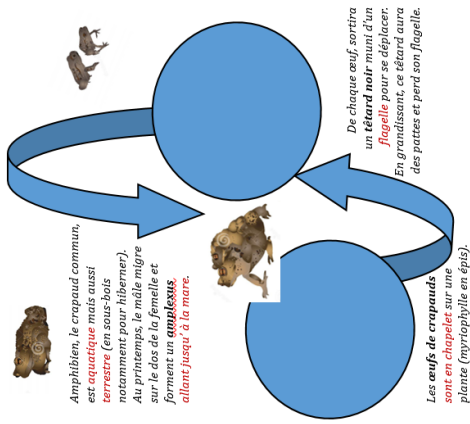 Amphibien, le crapaud commun,
est aquatique mais aussi
terrestre (en sous-bois
notamment pour hiberner).
Au printemps, le mâle migre
sur le dos de la femelle et
forment un amplexus
allant jusqu' à la mare.
Les œufs de crapauds
sont en chapelet sur une
plante (myriophylle en épis).
De chaque œuf, sortira
un têtard noir muni d'un
flagelle pour se déplacer.
En grandissant, ce têtard aura
des pattes et perd son flagelle.